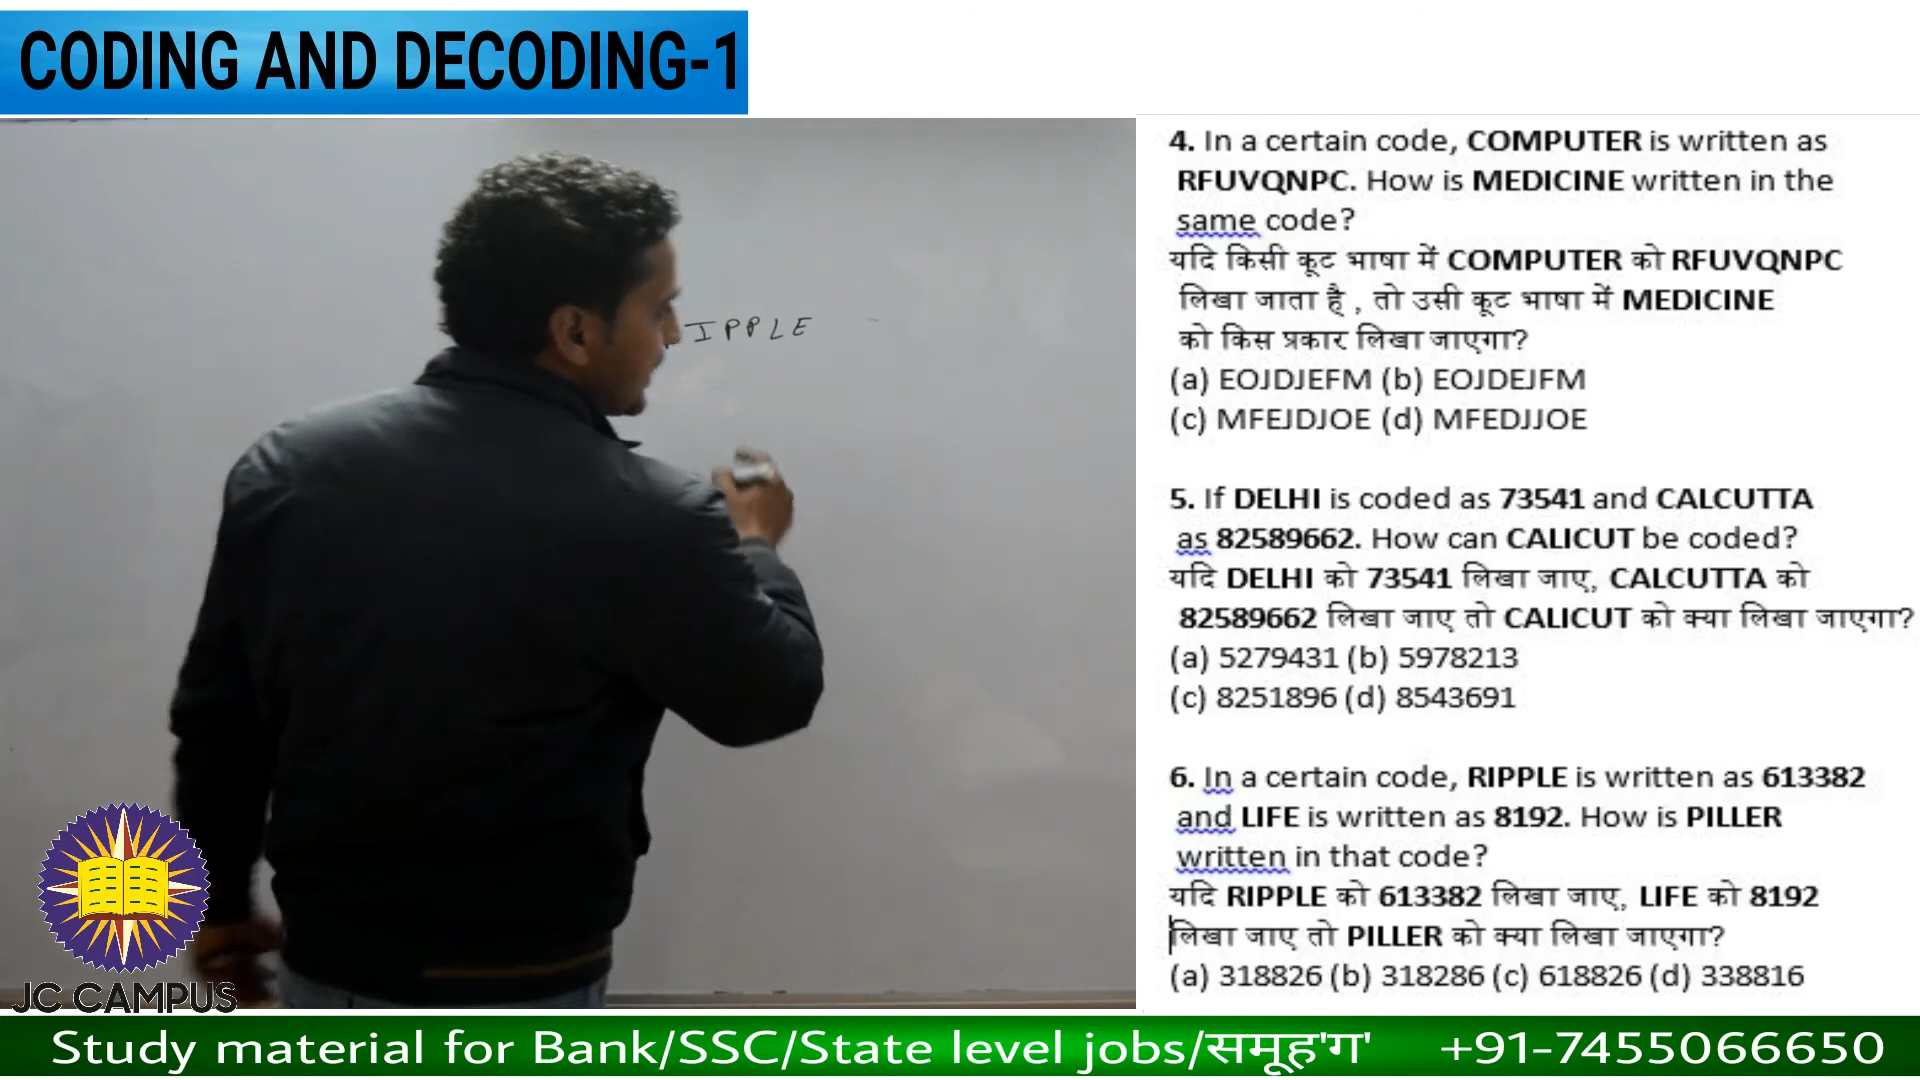 CODING AND DECODING-1
IPPLE
4. In a certain code, COMPUTER is written as
RFUVQNPC. How is MEDICINE written in the
same code?
यदि किसी कूट भाषा में COMPUTER को RFUVQNPC
लिखा जाता है , तो उसी कूट भाषा में MEDICINE
को किस प्रकार लिखा जाएगा?
(a) EOJDJEFM (b) EOJDEJFM
(c) MFEJDJOE (d) MFEDJJOE
5. If DELHI is coded as 73541 and CALCUTTA
as 82589662. How can CALICUT be coded?
यदि DELHI को 73541 लिखा जाए, CALCUTTA को
82589662 लिखा जाए तो CALICUT को क्या लिखा जाएगा?
(a) 5279431 (b) 5978213
(c) 8251896 (d) 8543691
6. In a certain code, RIPPLE is written as 613382
and LIFE is written as 8192. How is PILLER
written in that code?
यदि RIPPLE को 613382 लिखा जाए, LIFE को 8192
लिखा जाए तो PILLER को क्या लिखा जाएगा?
(a) 318826 (b) 318286 (c) 618826 (d) 338816
JC CAMPUS
Study material for Bank/SSC/State level jobs/समूह'ग' +91-7455066650